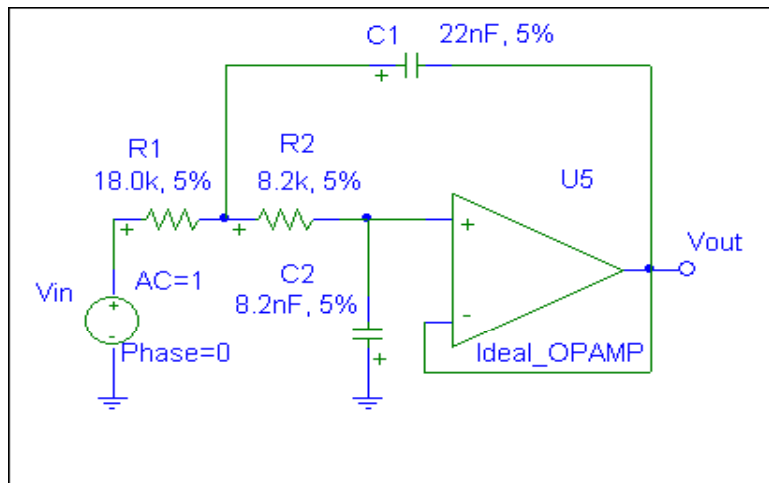 C1
22nF, 5%
+
R1
18.0k, 5%
R2
8.2k, 5%
U5
+
+
+
Vout
Vin
AC=1
+
-
Phase=0
C2
8.2nF, 5%
+
-
Ideal_OPAMP